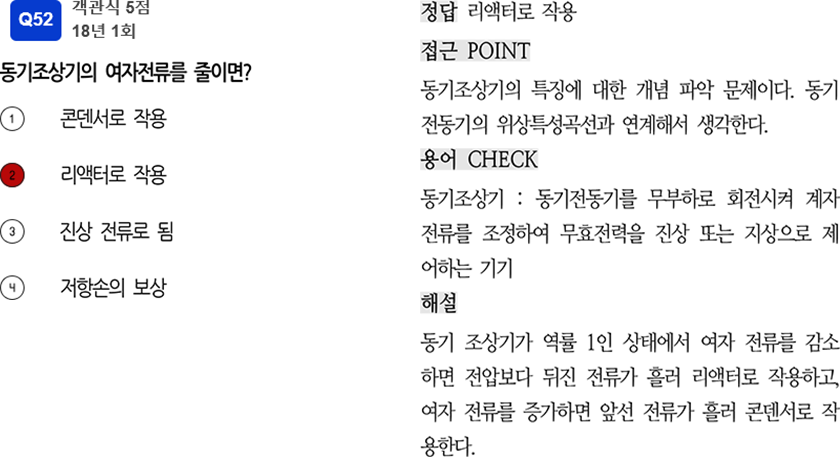 Q52
객관식 5점
18년 1회
동기조상기의 여자전류를 줄이면?
1 콘덴서로 작용
2 리액터로 작용
3 진상 전류로 됨
4 저항손의 보상
정답 리액터로 작용
접근 POINT
동기조상기의 특징에 대한 개념 파악 문제이다. 동기
전동기의 위상특성곡선과 연계해서 생각한다.
용어 CHECK
동기조상기 : 동기전동기를 무부하로 회전시켜 계자
전류를 조정하여 무효전력을 진상 또는 지상으로 제
어하는 기기
해설
동기 조상기가 역률 1인 상태에서 여자 전류를 감소
하면 전압보다 뒤진 전류가 흘러 리액터로 작용하고,
여자 전류를 증가하면 앞선 전류가 흘러 콘덴서로 작
용한다.